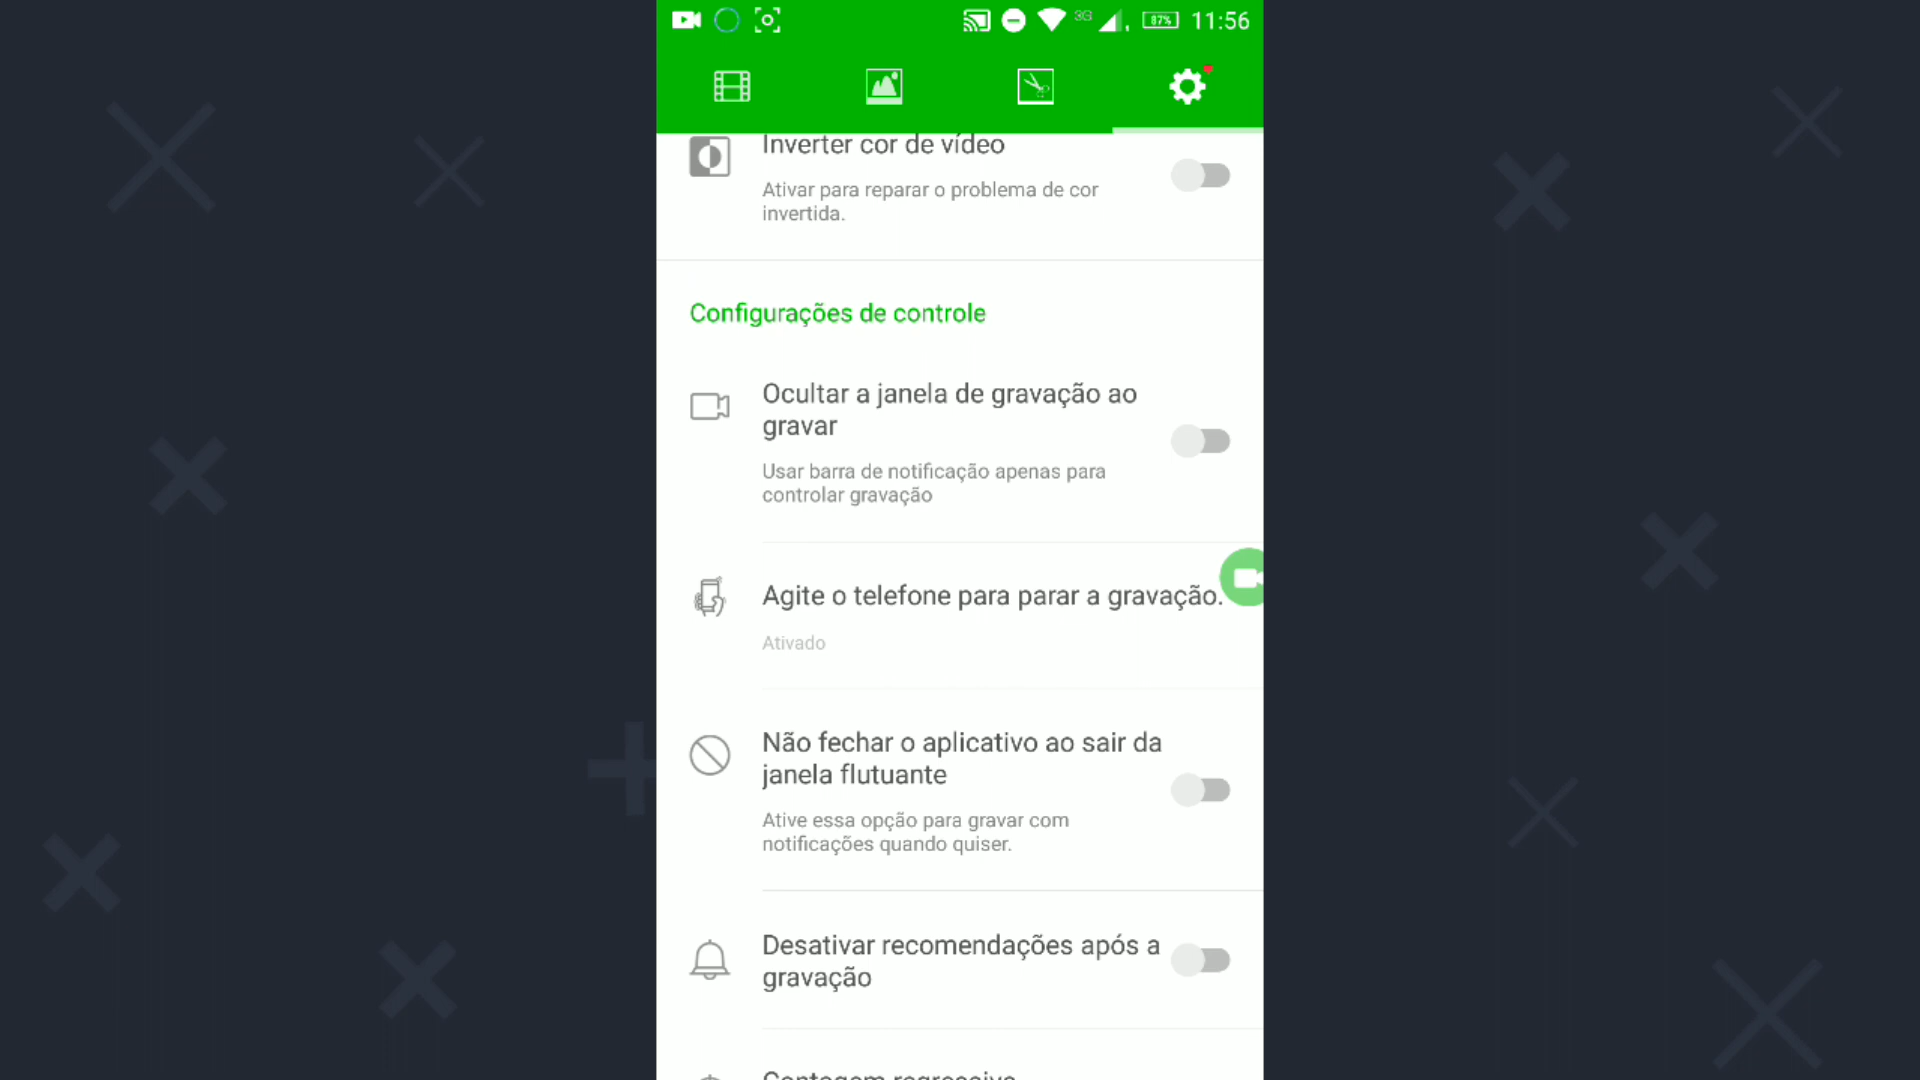 3G 87% 11:56
Inverter cor de vídeo
Ativar para reparar o problema de cor
invertida.
Configurações de controle
Ocultar a janela de gravação ao
gravar
Usar barra de notificação apenas para
controlar gravação
Agite o telefone para parar a gravação.
Ativado
Não fechar o aplicativo ao sair da
janela flutuante
Ative essa opção para gravar com
notificações quando quiser.
Desativar recomendações após a
gravação
Contagem regressiva